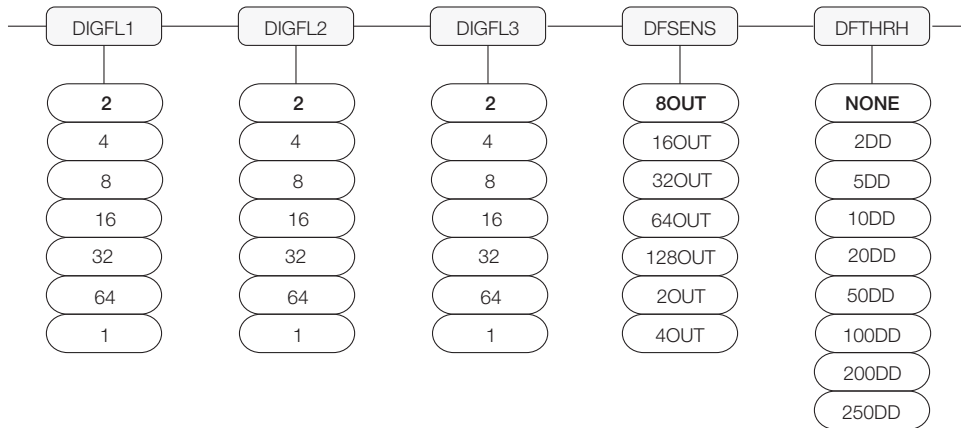 DIGFL1 DIGFL2 DIGFL3 DFSENS DFTHRH
2 2 2 8OUT NONE
4 4 4 16OUT 2DD
8 8 8 32OUT 5DD
16 16 16 64OUT 10DD
32 32 32 128OUT 20DD
64 64 64 2OUT 50DD
1 1 1 4OUT 100DD
200DD
250DD